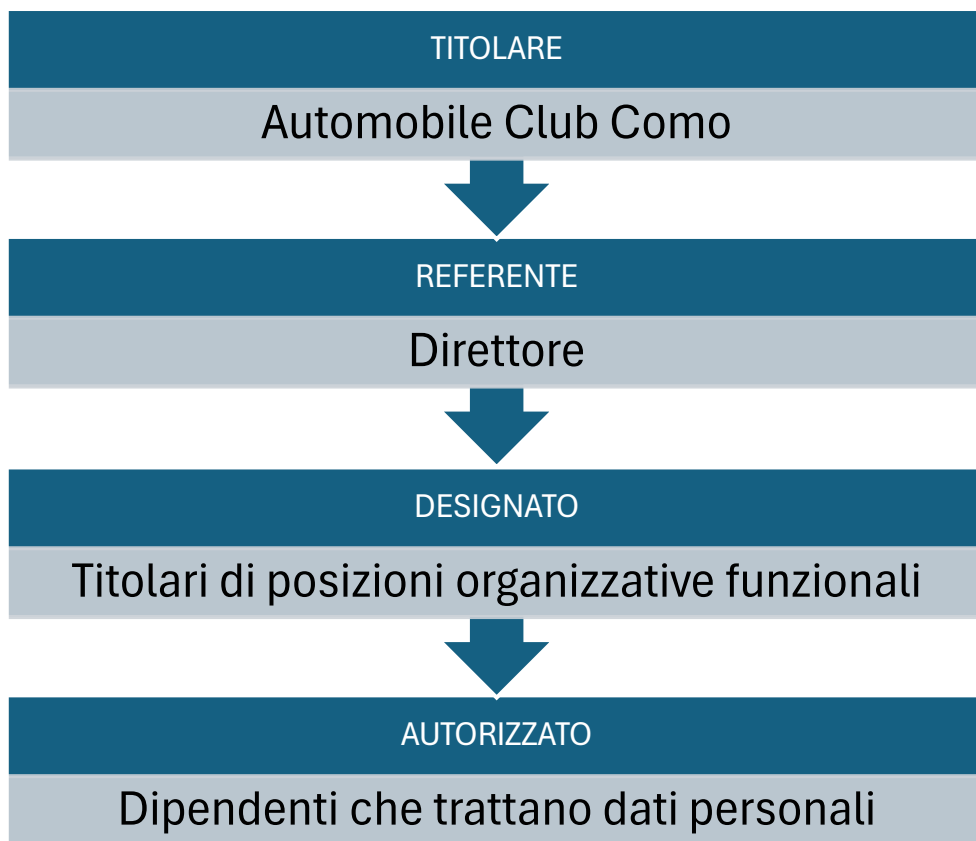 TITOLARE
Automobile Club Como
REFERENTE
Direttore
DESIGNATO
Titolari di posizioni organizzative funzionali
AUTORIZZATO
Dipendenti che trattano dati personali